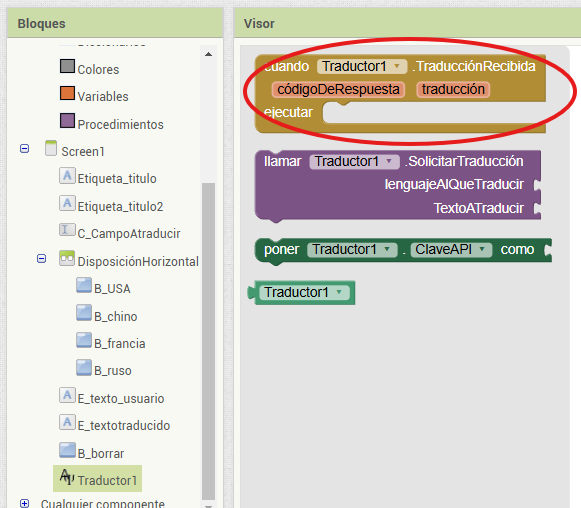 Bloques
Colores
Variables
Procedimientos
Screen1
Etiqueta_titulo
Etiqueta_titulo2
C_CampoAtraducir
DisposiciónHorizontal
B_USA
B_chino
B_francia
B_ruso
E_texto_usuario
E_textotraducido
B_borrar
Traductor1
Cualquier componente
Visor
cuando Traductor1 .TraducciónRecibida
códigoDeRespuesta traducción
ejecutar
llamar Traductor1 .SolicitarTraducción
lenguajeAlQueTraducir
TextoATraducir
poner Traductor1 . ClaveAPI como
Traductor1